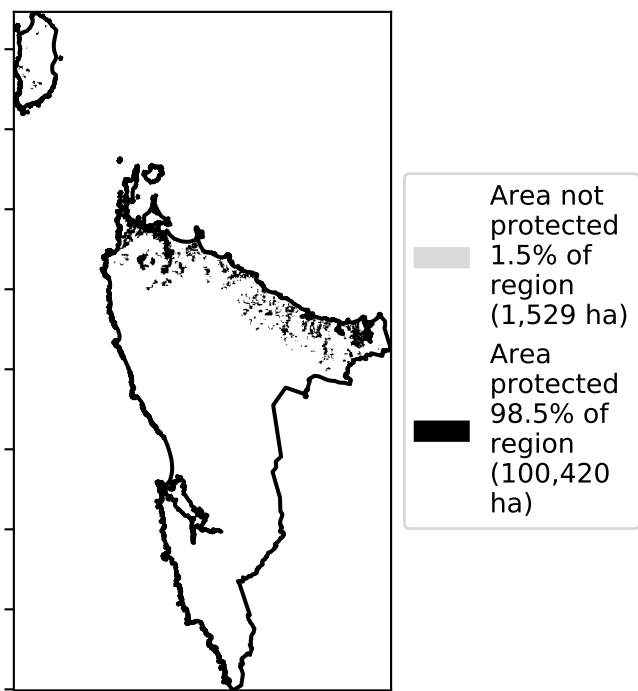 Area not
protected
1.5% of
region
(1,529 ha)
Area
protected
98.5% of
region
(100,420
ha)